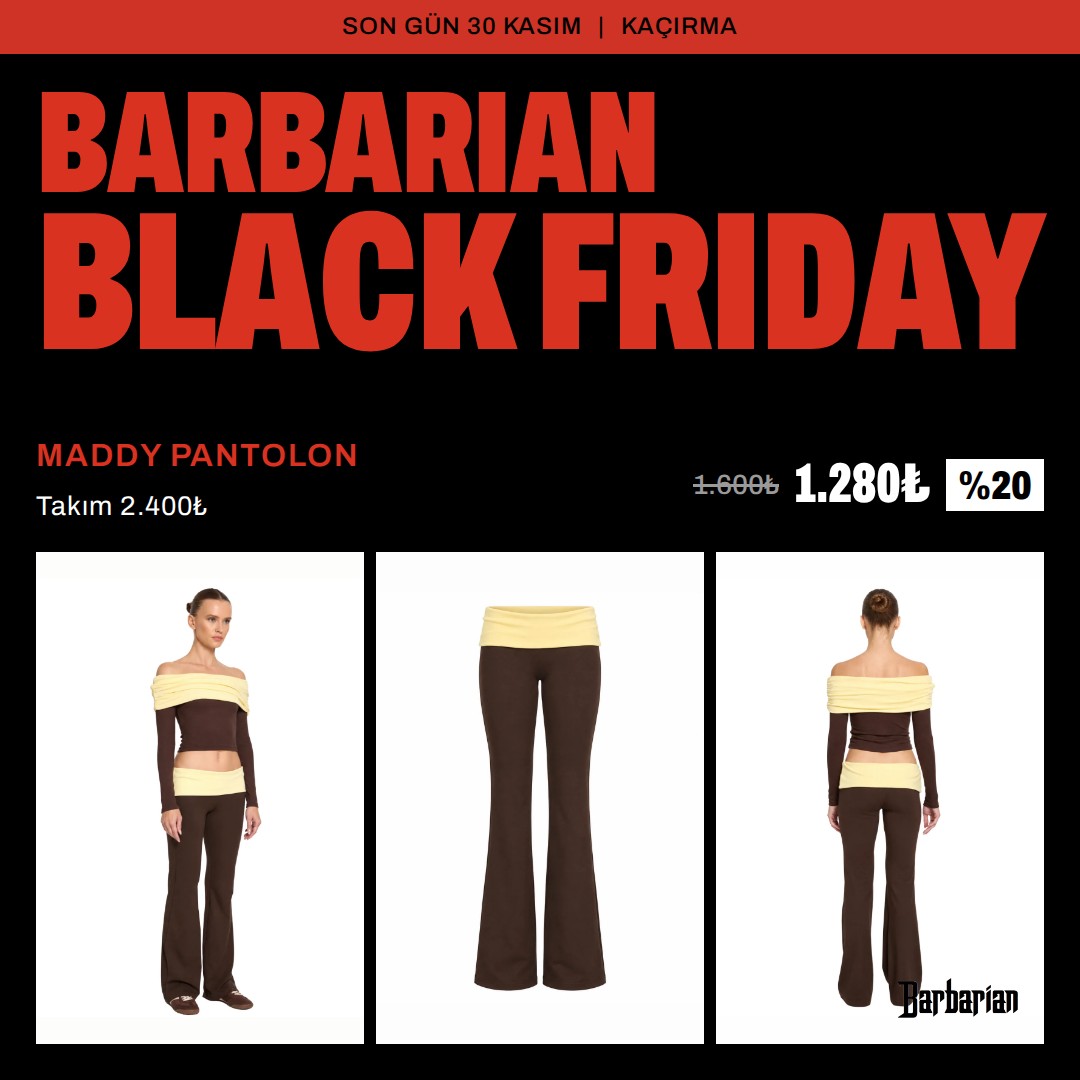 SON GÜN 30 KASIM | KAÇIRMA
BARBARIAN
BLACK FRIDAY
MADDY PANTOLON
Takım 2.400₺
1.600₺ 1.280₺ %20
Barbarian